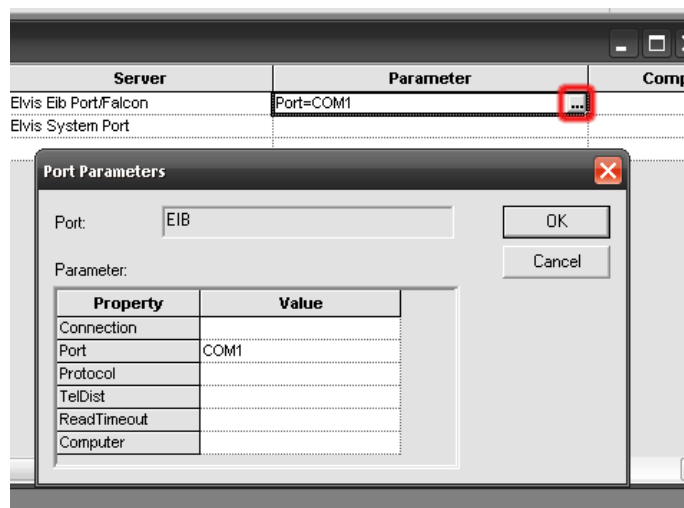 Server Parameter Comp
Elvis Eib Port/Falcon Port=COM1 ...
Elvis System Port
Port Parameters
Port: EIB OK
Cancel
Parameter:
Property Value
Connection
Port COM1
Protocol
TelDist
ReadTimeout
Computer